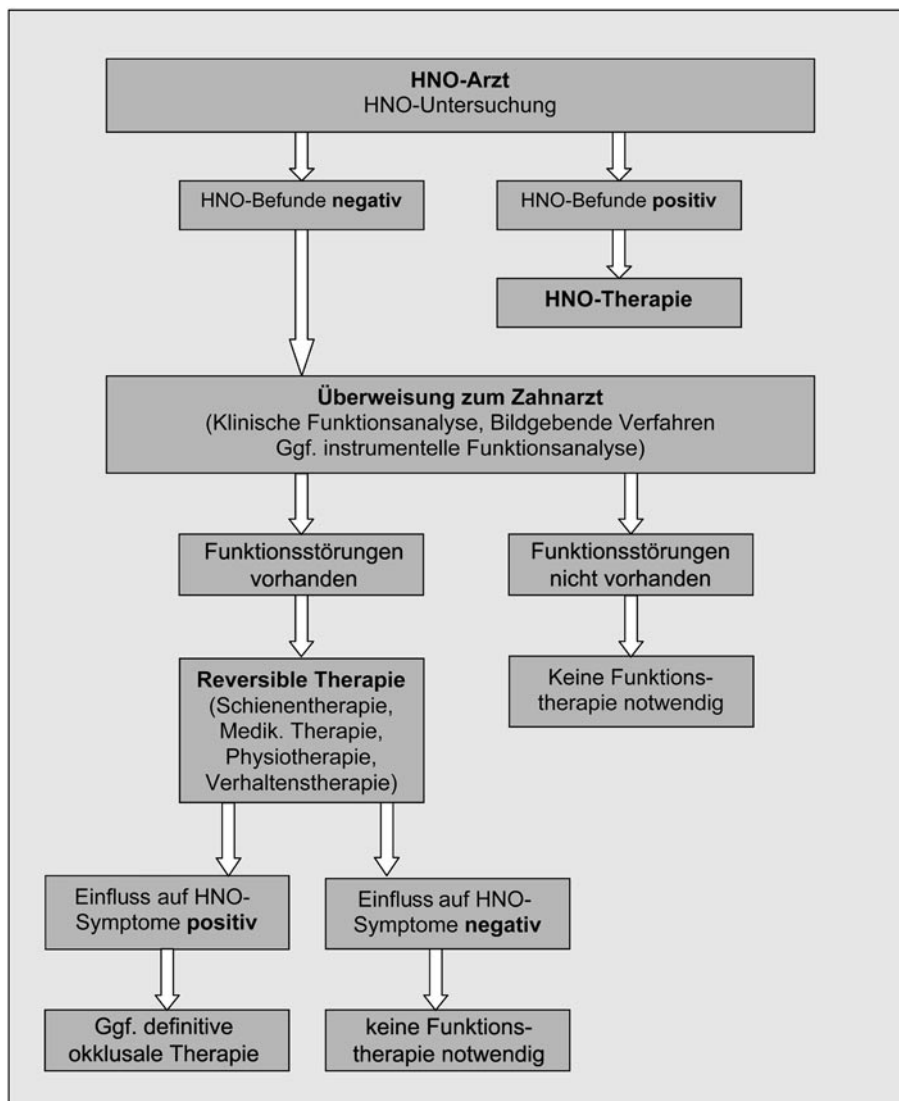 HNO-Arzt
HNO-Untersuchung
HNO-Befunde negativ
HNO-Befunde positiv
HNO-Therapie
Überweisung zum Zahnarzt
(Klinische Funktionsanalyse, Bildgebende Verfahren
Ggf. instrumentelle Funktionsanalyse)
Funktionsstörungen
vorhanden
Funktionsstörungen
nicht vorhanden
Reversible Therapie
(Schienentherapie,
Medik. Therapie,
Physiotherapie,
Verhaltenstherapie)
Keine Funktions-
therapie notwendig
Einfluss auf HNO-
Symptome positiv
Einfluss auf HNO-
Symptome negativ
Ggf. definitive
okklusale Therapie
keine Funktions-
therapie notwendig